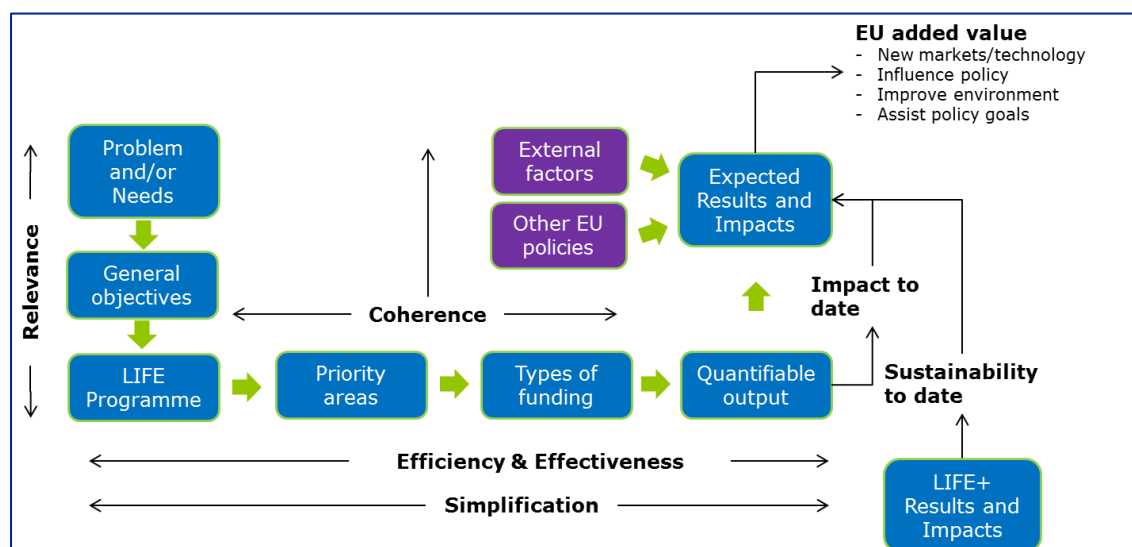 EU added value
- New markets/technology
- Influence policy
- Improve environment
- Assist policy goals
Relevance
Problem
and/or
Needs
External
factors
Expected
Results and
Impacts
Other EU
policies
General
objectives
Coherence
Impact to
date
LIFE
Programme
Priority
areas
Types of
funding
Quantifiable
output
Sustainability
to date
Efficiency & Effectiveness
Simplification
LIFE+
Results and
Impacts